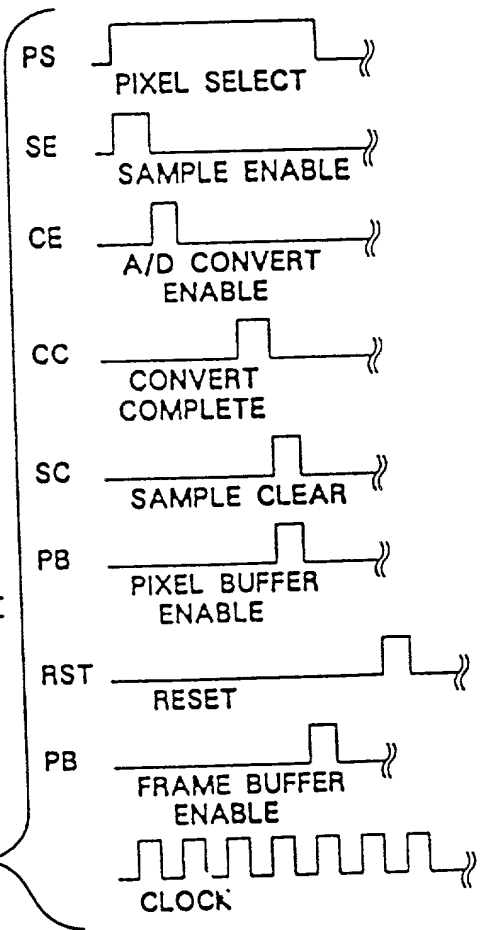 PS
PIXEL SELECT
SE
SAMPLE ENABLE
CE
A/D CONVERT
ENABLE
CC
CONVERT
COMPLETE
SC
SAMPLE CLEAR
PB
PIXEL BUFFER
ENABLE
RST
RESET
PB
FRAME BUFFER
ENABLE
CLOCK